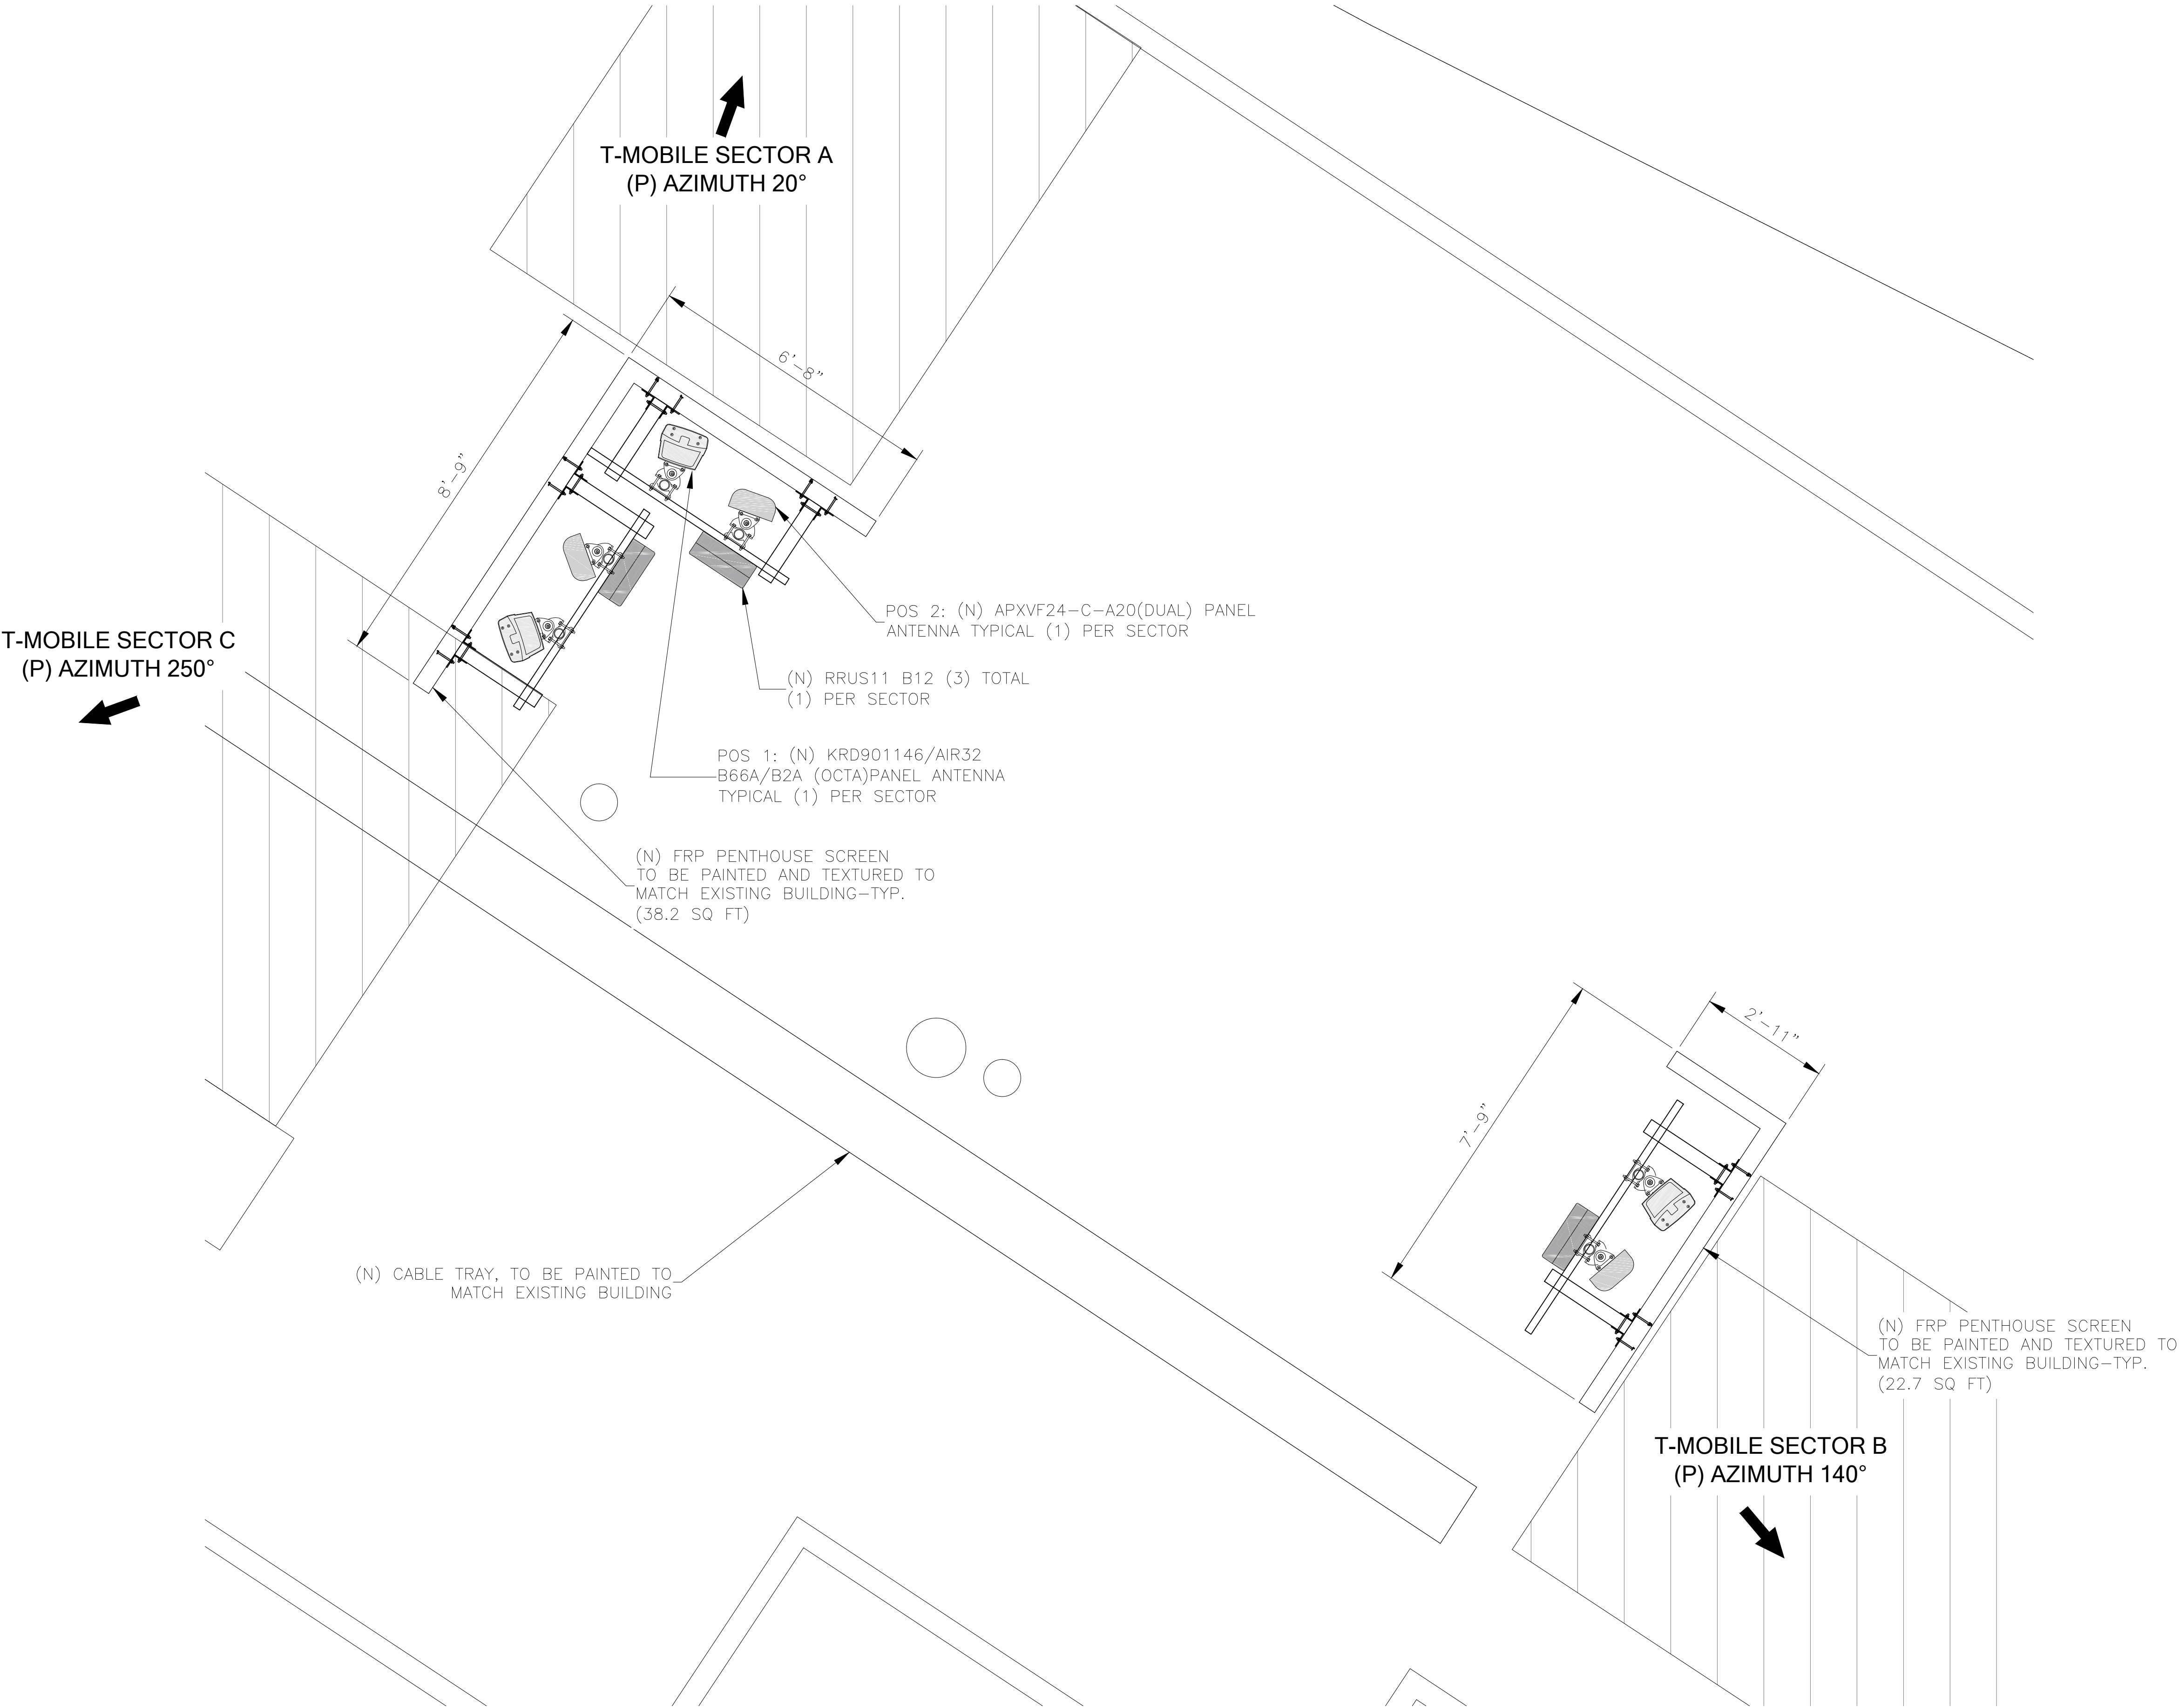 T-MOBILE SECTOR A
(P) AZIMUTH 20°
6'-8"
8'-9"
POS 2: (N) APXVF24-C-A20(DUAL) PANEL
ANTENNA TYPICAL (1) PER SECTOR
T-MOBILE SECTOR C
(P) AZIMUTH 250°
(N) RRUS11 B12 (3) TOTAL
(1) PER SECTOR
POS 1: (N) KRD901146/AIR32
B66A/B2A (OCTA)PANEL ANTENNA
TYPICAL (1) PER SECTOR
(N) FRP PENTHOUSE SCREEN
TO BE PAINTED AND TEXTURED TO
MATCH EXISTING BUILDING-TYP.
(38.2 SQ FT)
2'-11"
7'-9"
(N) CABLE TRAY, TO BE PAINTED TO
MATCH EXISTING BUILDING
(N) FRP PENTHOUSE SCREEN
TO BE PAINTED AND TEXTURED TO
MATCH EXISTING BUILDING-TYP.
(22.7 SQ FT)
T-MOBILE SECTOR B
(P) AZIMUTH 140°